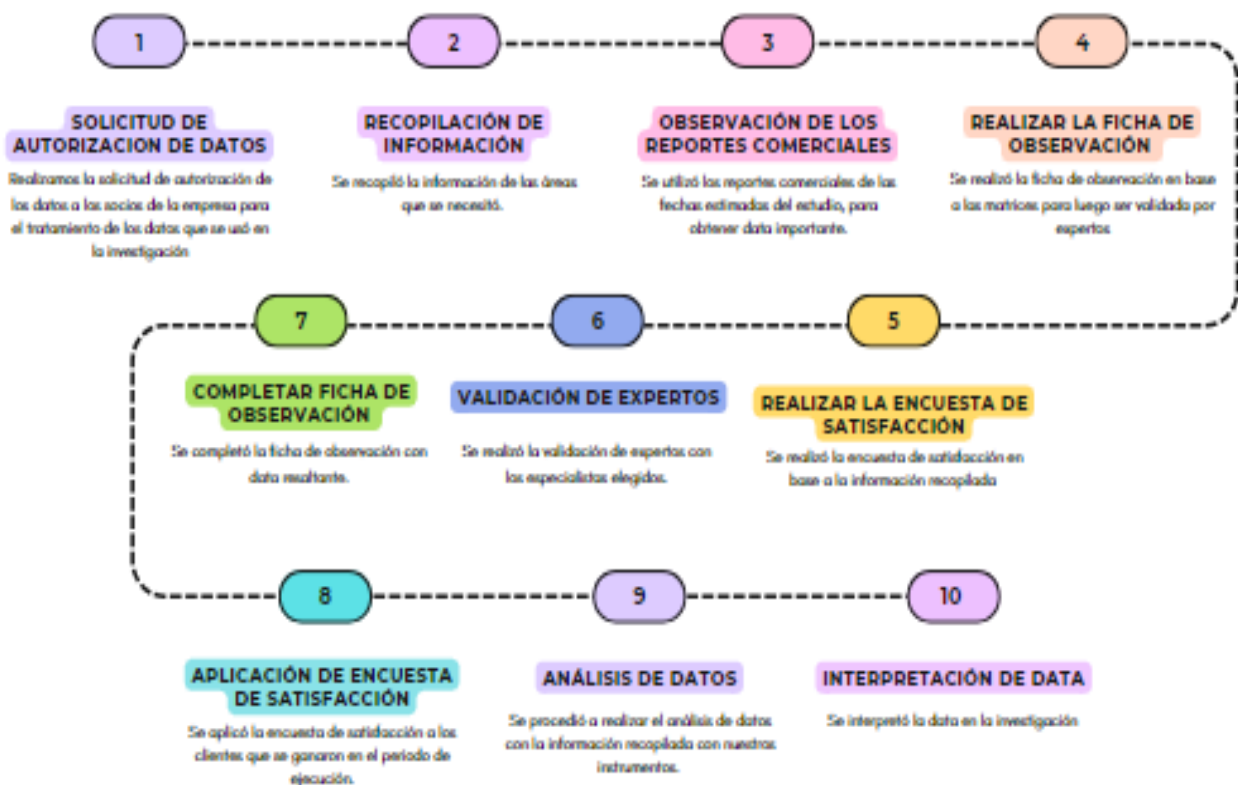 1
2
3
4
SOLICITUD DE
AUTORIZACION DE DATOS
Realizamos la solicitud de autorización de
los datos a los socios de la empresa para
el tratamiento de los datos que se usó en
la investigación
RECOPILACIÓN DE
INFORMACIÓN
Se recopiló la información de las áreas
que se necesitó.
OBSERVACIÓN DE LOS
REPORTES COMERCIALES
Se utilizó los reportes comerciales de las
fechas estimadas del estudio, para
obtener data importante.
REALIZAR LA FICHA DE
OBSERVACIÓN
Se realizó la ficha de observación en base
a las matrices para luego ser validada por
expertos
5
REALIZAR LA ENCUESTA DE
SATISFACCIÓN
Se realizó la encuesta de satisfacción en
base a la información recopilada
6
VALIDACIÓN DE EXPERTOS
Se realizó la validación de expertos con
los especialistas elegidos.
7
COMPLETAR FICHA DE
OBSERVACIÓN
Se completó la ficha de observación con
data resultante.
8
APLICACIÓN DE ENCUESTA
DE SATISFACCIÓN
Se aplicó la encuesta de satisfacción a los
clientes que se ganaron en el periodo de
ejecución.
9
ANÁLISIS DE DATOS
Se procedió a realizar el análisis de datos
con la información recopilada con nuestros
instrumentos.
10
INTERPRETACIÓN DE DATA
Se interpretó la data en la investigación